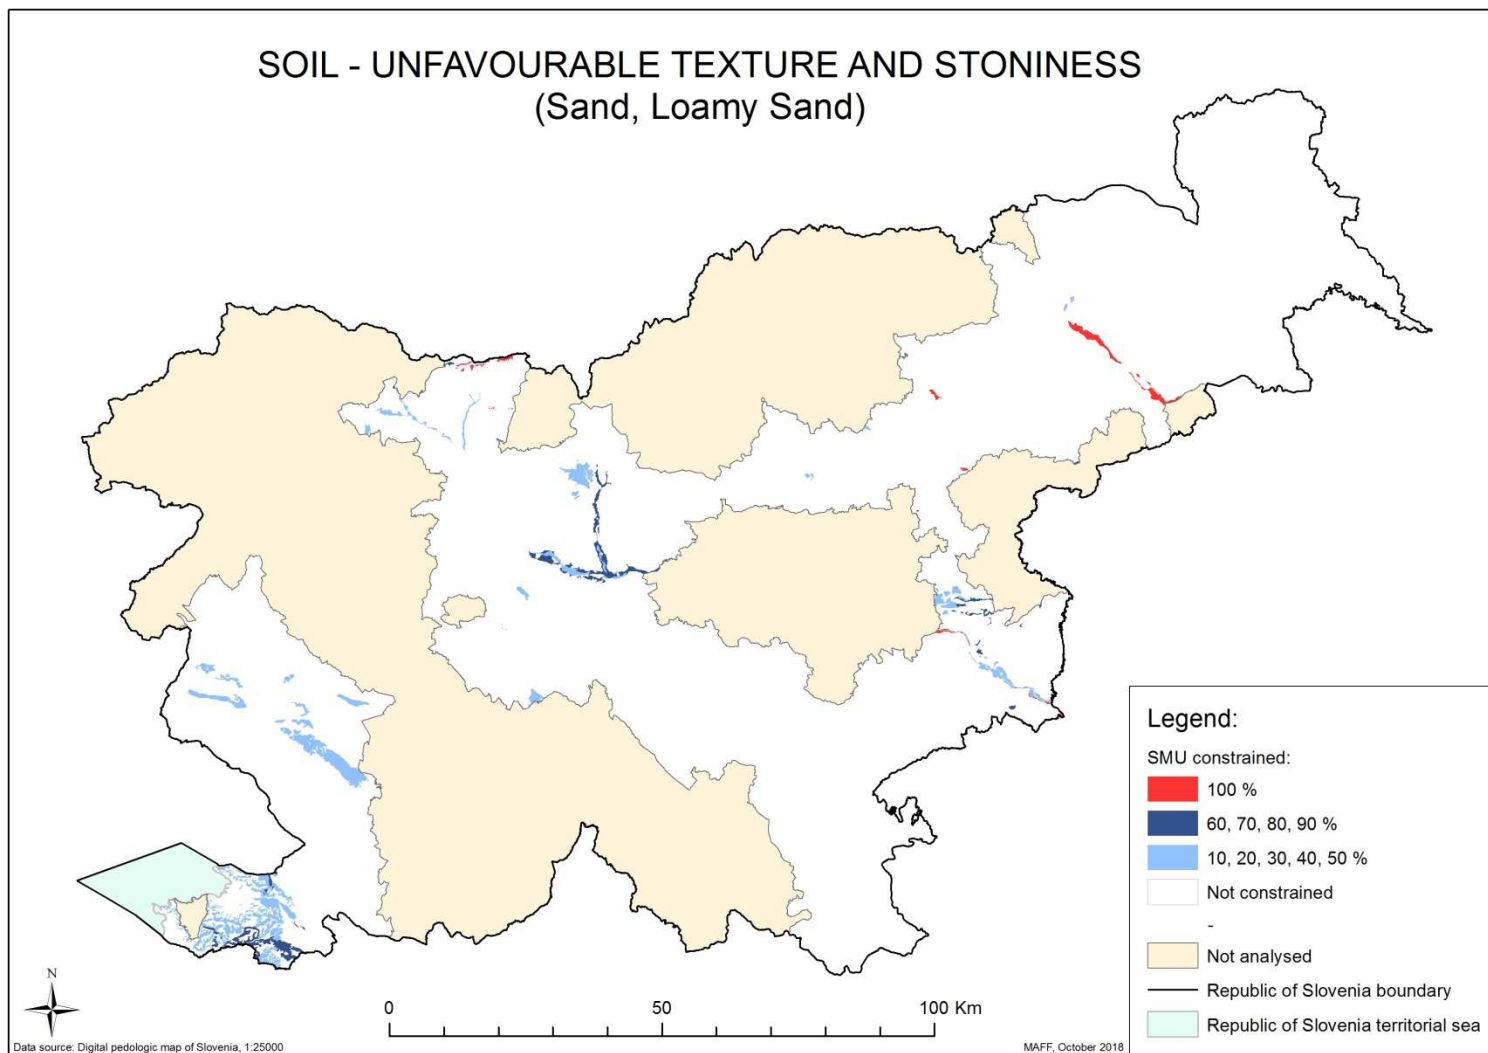 SOIL - UNFAVOURABLE TEXTURE AND STONINESS
(Sand, Loamy Sand)
Legend:
SMU constrained:
100 %
60, 70, 80, 90 %
10, 20, 30, 40, 50 %
Not constrained
-
Not analysed
Republic of Slovenia boundary
Republic of Slovenia territorial sea
N
0 50 100 Km
Data source: Digital pedologic map of Slovenia, 1:25000
MAFF, October 2018